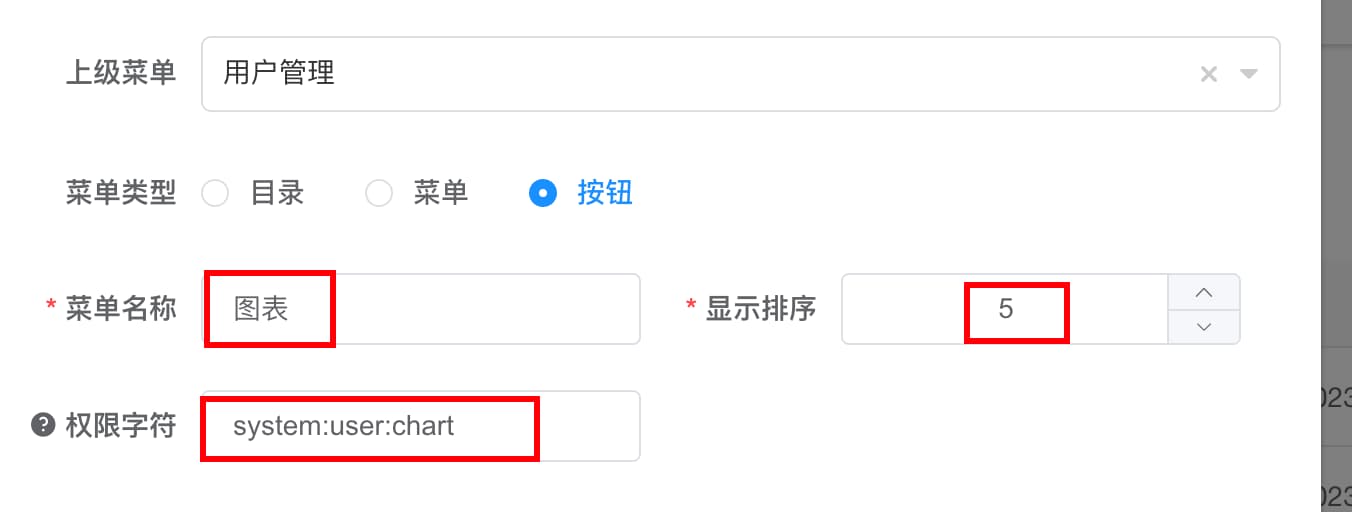 上级菜单 用户管理
菜单类型 目录 菜单 按钮
* 菜单名称 图表 * 显示排序 5
? 权限字符 system:user:chart
023
023